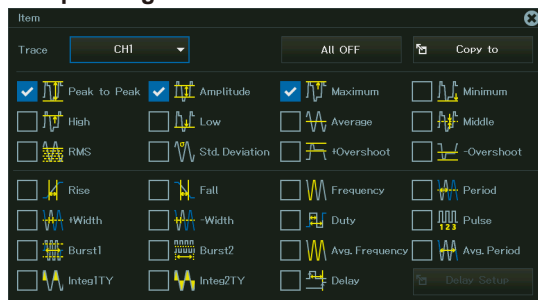 Item
Trace CH1 All OFF Copy to
Peak to Peak Amplitude Maximum Minimum
High Low Average Middle
RMS Std. Deviation +Overshoot -Overshoot
Rise Fall Frequency Period
+Width -Width Duty Pulse
123
Burst1 Burst2 Avg. Frequency Avg. Period
Integ1TY Integ2TY Delay Delay Setup